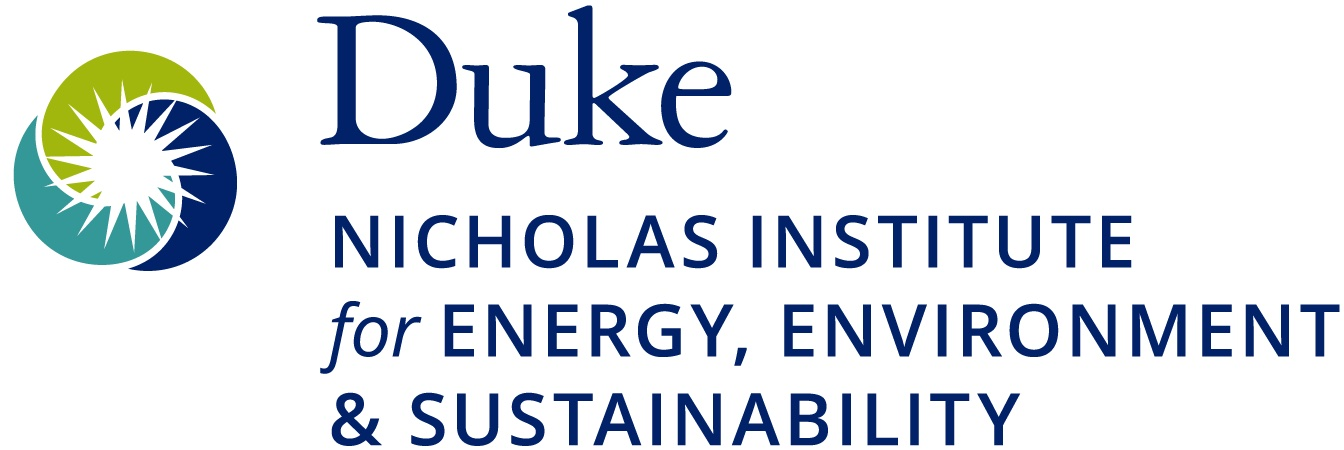 Duke
NICHOLAS INSTITUTE
for ENERGY, ENVIRONMENT
& SUSTAINABILITY